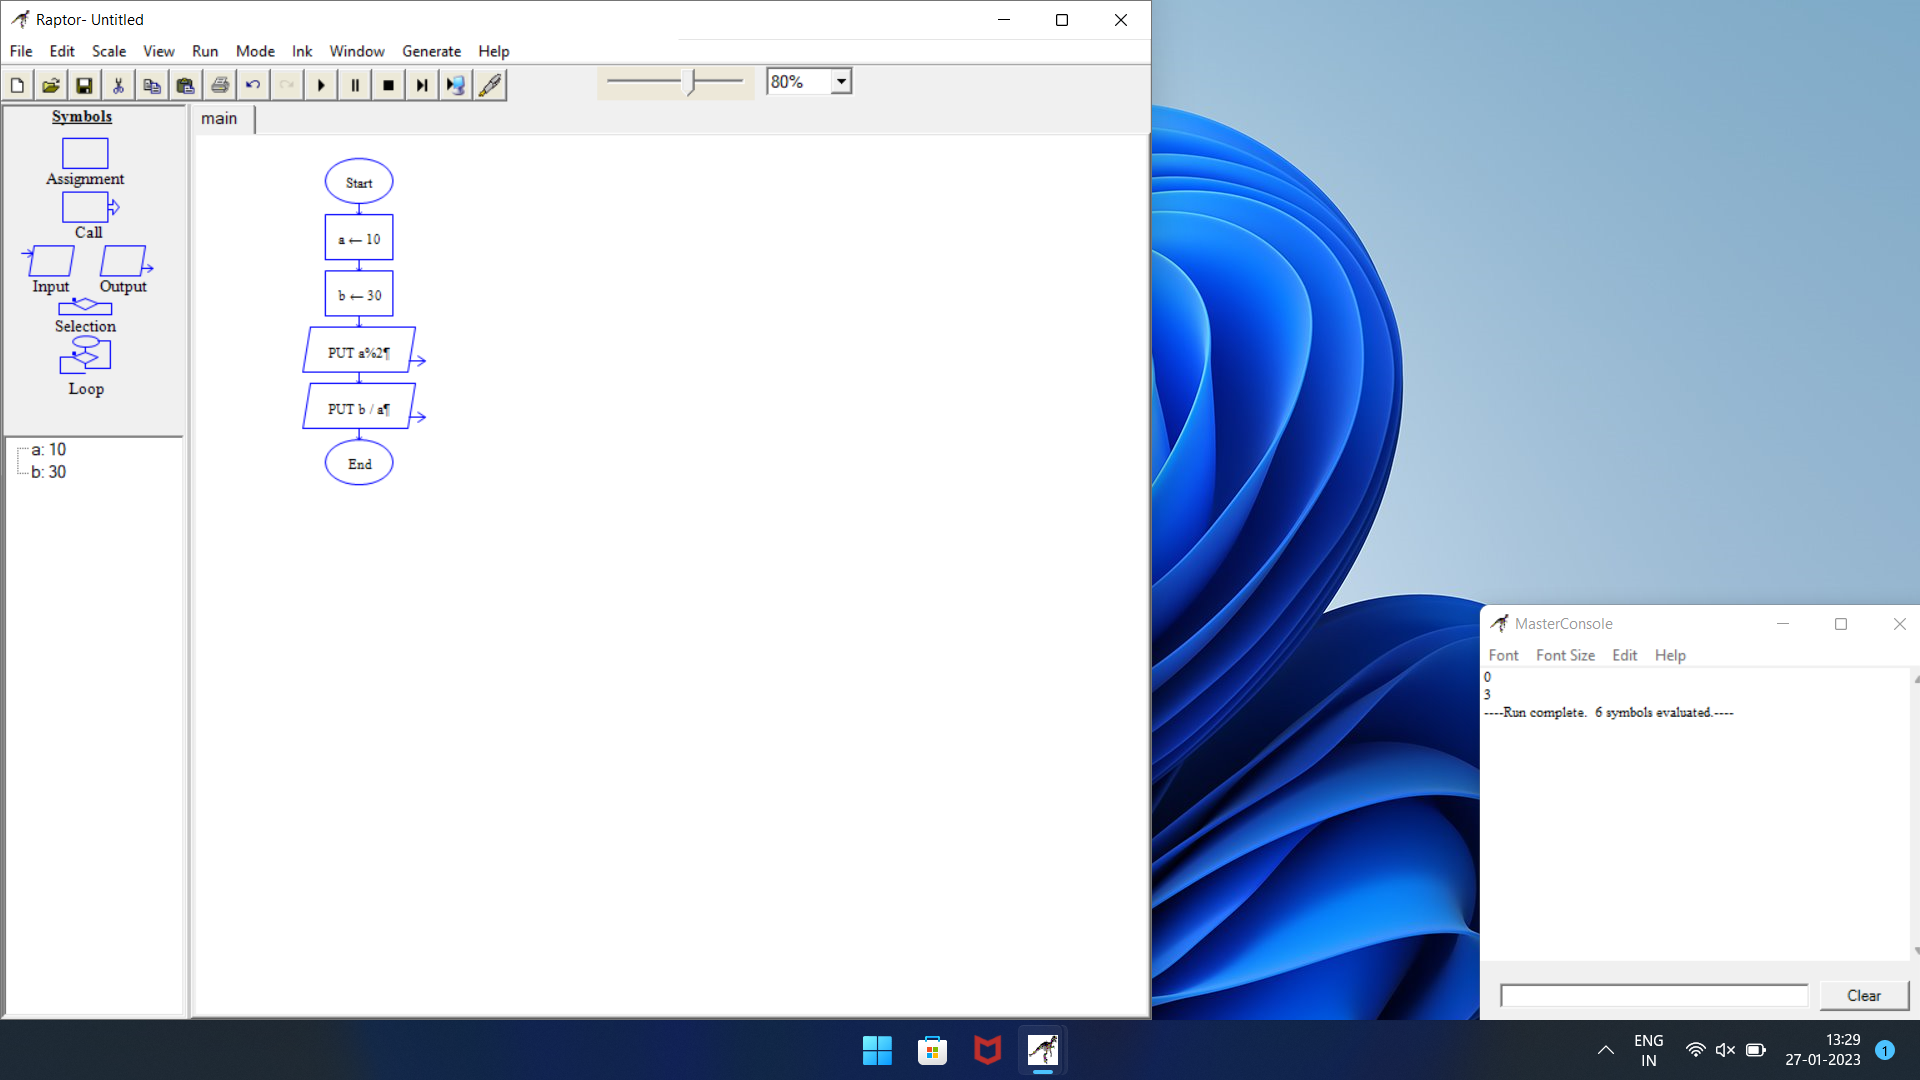 Raptor- Untitled
File Edit Scale View Run Mode Ink Window Generate Help
80%
Symbols
Assignment
Call
Input Output
Selection
Loop
a: 10
b: 30
main
Start
a ← 10
b ← 30
PUT a%2¶
PUT b / a¶
End
MasterConsole
Font Font Size Edit Help
0
3
----Run complete. 6 symbols evaluated.----
Clear
ENG
IN
13:29
27-01-2023
1